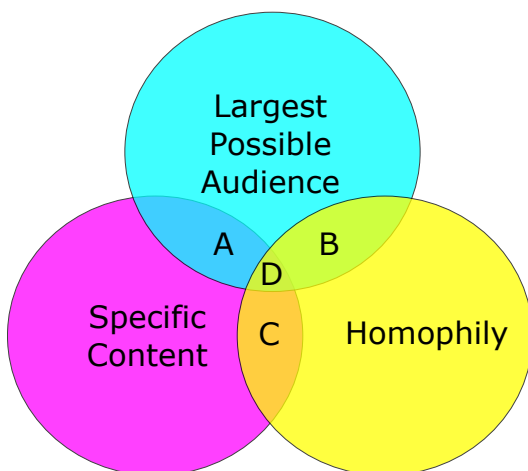 Largest
Possible
Audience
A
B
D
Specific
Content
C
Homophily